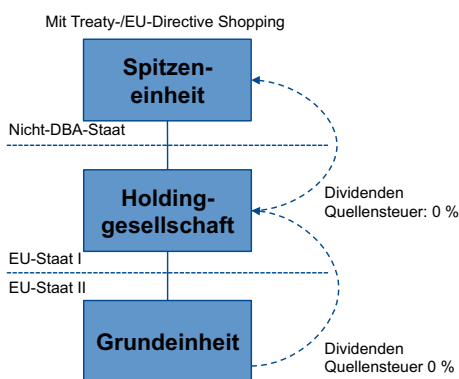 Mit Treaty-/EU-Directive Shopping
Spitzen-
einheit
Nicht-DBA-Staat
Holding-
gesellschaft
Dividenden
Quellensteuer: 0 %
EU-Staat I
EU-Staat II
Grundeinheit
Dividenden
Quellensteuer 0 %